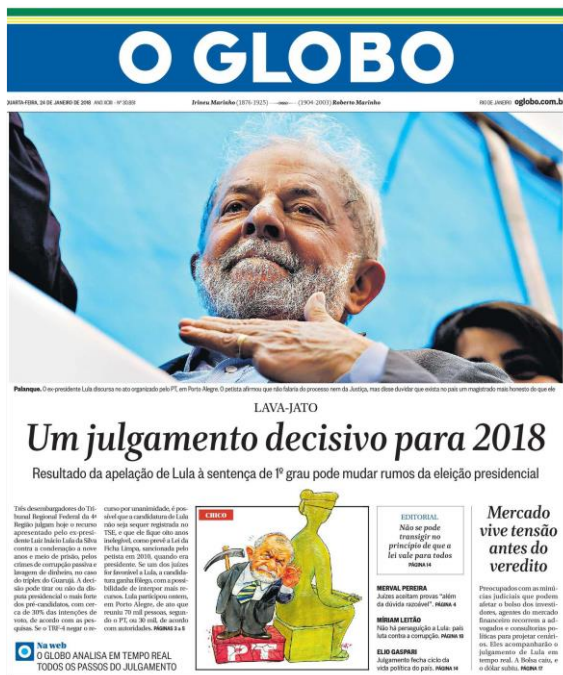 O GLOBO
QUARTA-FEIRA, 24 DE JANEIRO DE 2018 ANO XCIII - Nº 30.851
Irineu Marinho (1876-1925) (1904-2003) Roberto Marinho
RIO DE JANEIRO oglobo.com.b
Palanque. O ex-presidente Lula discursa no ato organizado pelo PT, em Porto Alegre. O petista afirmou que não falaria do processo nem da Justiça, mas disse duvidar que exista no país um magistrado mais honesto do que ele
LAVA-JATO
Um julgamento decisivo para 2018
Resultado da apelação de Lula à sentença de 1º grau pode mudar rumos da eleição presidencial
Três desembargadores do Tri-
bunal Regional Federal da 4ª
Região julgam hoje o recurso
apresentado pelo ex-presi-
dente Luiz Inácio Lula da Silva
contra a condenação a nove
anos e meio de prisão, pelos
crimes de corrupção passiva e
lavagem de dinheiro, no caso
do tríplex do Guarujá. A deci-
são pode tirar ou não da dis-
puta presidencial o mais forte
dos pré-candidatos, com cer-
ca de 30% das intenções de
voto, de acordo com as pes-
quisas. Se o TRF-4 negar o re-
curso por unanimidade, é pos-
sível que a candidatura de Lula
não seja sequer registrada no
TSE, e que ele fique oito anos
inelegível, como prevê a Lei da
Ficha Limpa, sancionada pelo
petista em 2018, quando era
presidente. Se um dos juízes
for favorável a Lula, a candida-
tura ganha fôlego, com a possi-
bilidade de interpor mais re-
cursos. Lula participou ontem,
em Porto Alegre, de ato que
reuniu 70 mil pessoas, segun-
do o PT, ou 30 mil, de acordo
com autoridades. PÁGINAS 3 a 8
Na web
O GLOBO ANALISA EM TEMPO REAL
TODOS OS PASSOS DO JULGAMENTO
CHICO
PT
EDITORIAL
Não se pode
transigir no
princípio de que a
lei vale para todos
PÁGINA 14
MERVAL PEREIRA
Juízes aceitam provas "além
da dúvida razoável". PÁGINA 4
MÍRIAM LEITÃO
Não há perseguição a Lula: país
luta contra a corrupção. PÁGINA 18
ELIO GASPARI
Julgamento fecha ciclo da
vida política do país. PÁGINA 14
Mercado
vive tensão
antes do
veredito
Preocupados com as minú-
cias judiciais que podem
afetar o bolso dos investi-
dores, agentes do mercado
financeiro recorrem a ad-
vogados e consultorias po-
líticas para projetar cenári-
os. Eles acompanharão o
julgamento de Lula em
tempo real. A Bolsa caiu, e
o dólar subiu. PÁGINA 17